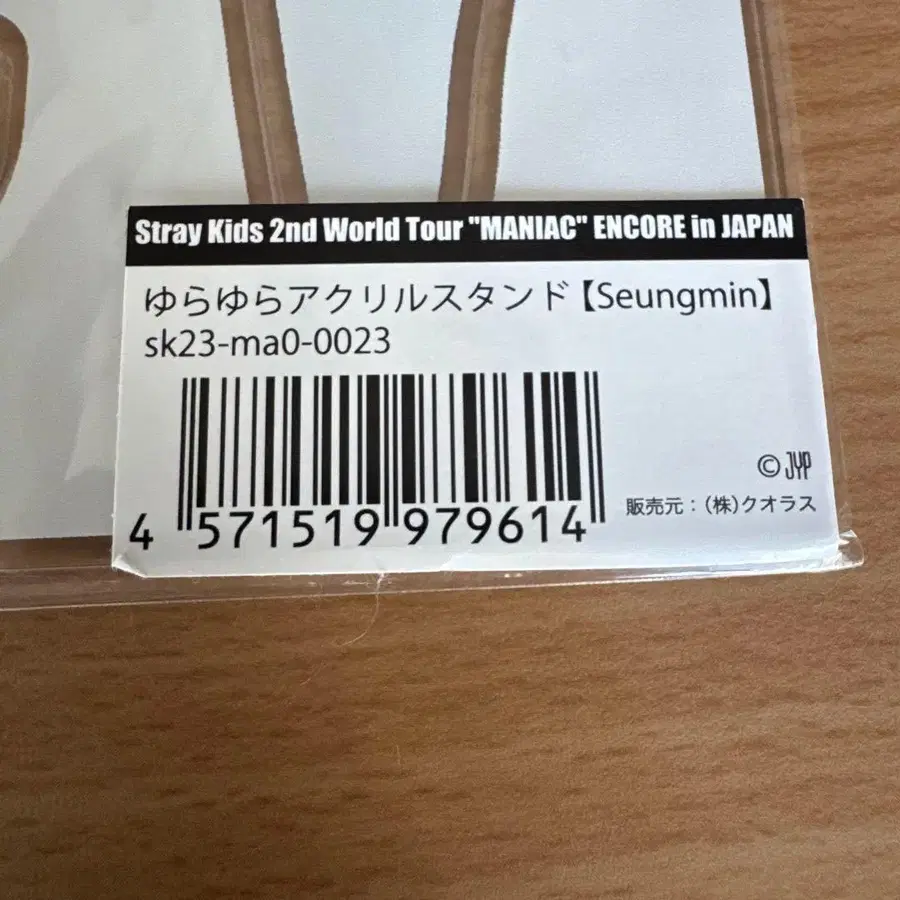 Stray Kids 2nd World Tour "MANIAC" ENCORE in JAPAN
ゆらゆらアクリルスタンド【Seungmin】
sk23-ma0-0023
© JYP
販売元：(株)クオラス
4 571519 979614